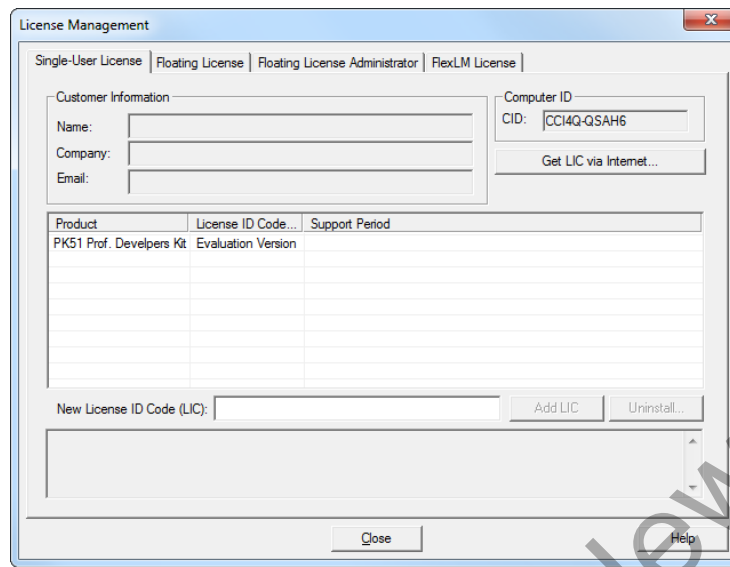 License Management
Single-User License
Floating License
Floating License Administrator
FlexLM License
Customer Information
Name:
Company:
Email:
Computer ID
CID: CCI4Q-QSAH6
Get LIC via Internet...
Product License ID Code... Support Period
PK51 Prof. Develpers Kit Evaluation Version
New License ID Code (LIC):
Add LIC
Uninstall...
Close
Help